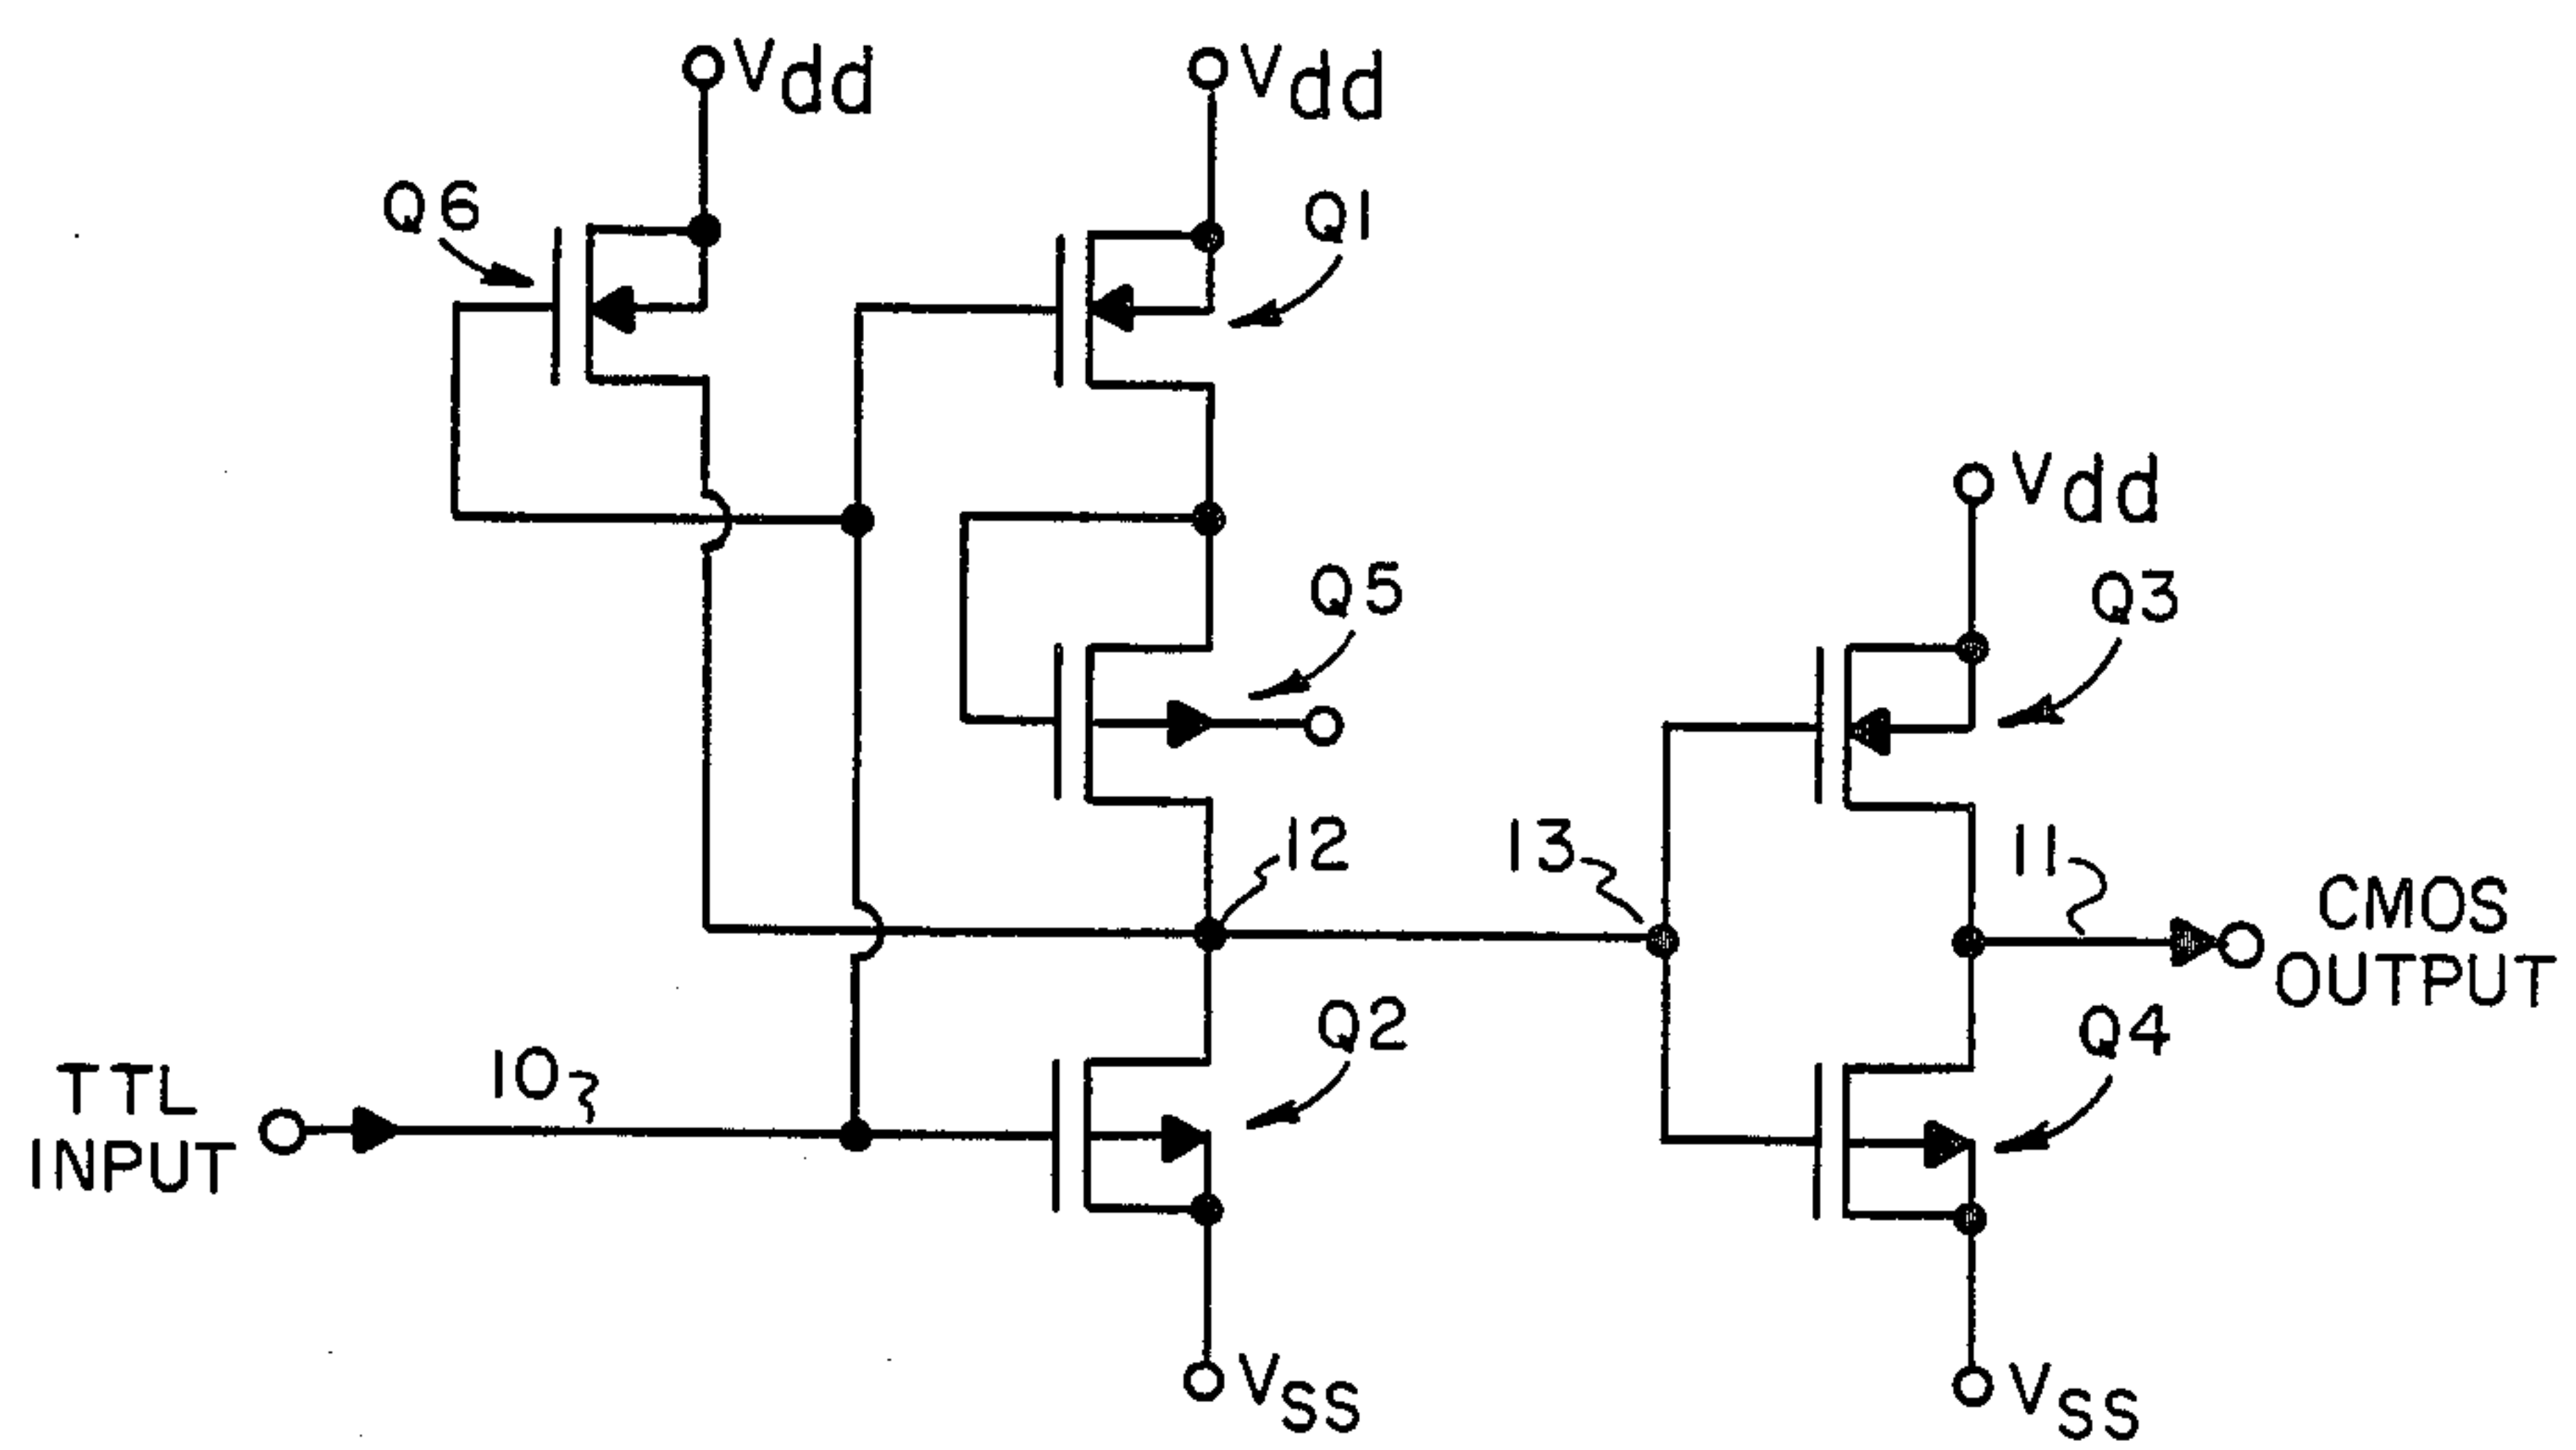 Vdd
Vdd
Q6
Q1
Vdd
Q5
Q3
12
13
11
CMOS
OUTPUT
Q2
Q4
10
TTL
INPUT
VSS
VSS